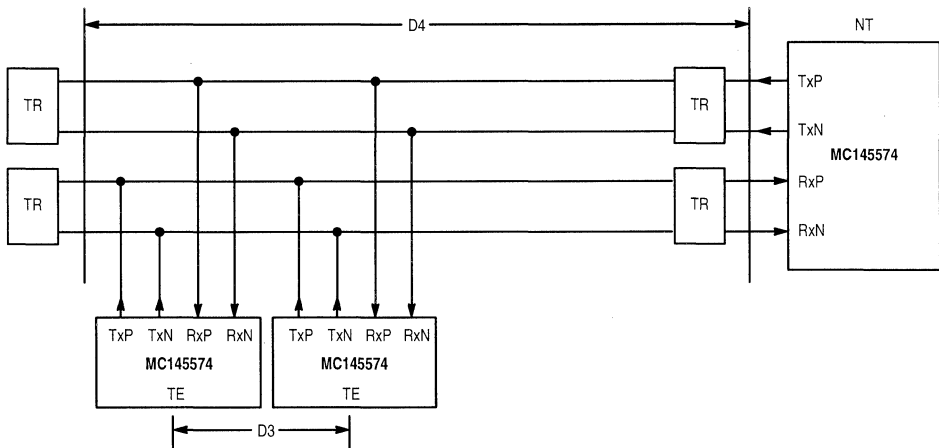 D4
NT
TR
TR
TxP
TxN
MC145574
TR
TR
RxP
RxN
TxP TxN RxP RxN
MC145574
TE
TxP TxN RxP RxN
MC145574
TE
D3